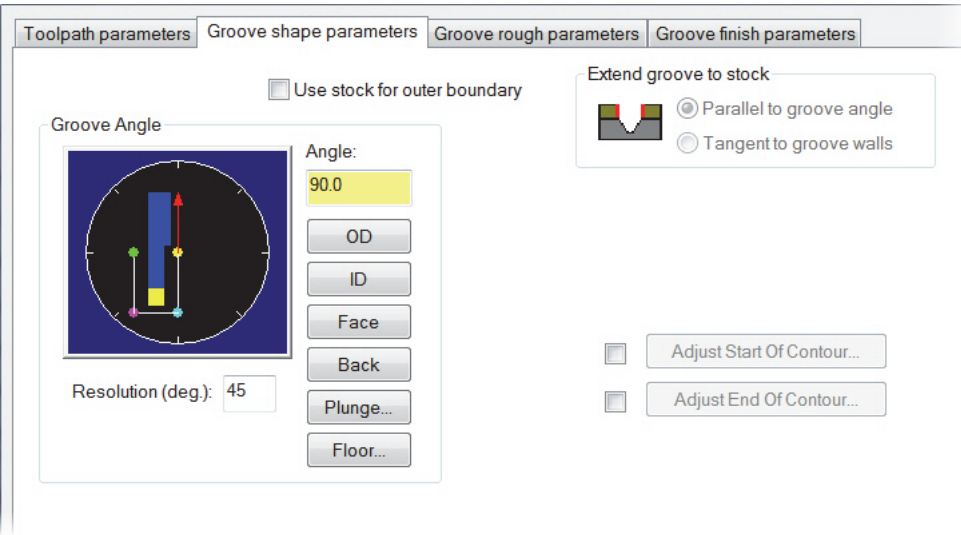 Toolpath parameters
Groove shape parameters
Groove rough parameters
Groove finish parameters
Use stock for outer boundary
Extend groove to stock
Parallel to groove angle
Tangent to groove walls
Groove Angle
Angle:
90.0
OD
ID
Face
Back
Plunge...
Floor...
Resolution (deg.): 45
Adjust Start Of Contour...
Adjust End Of Contour...